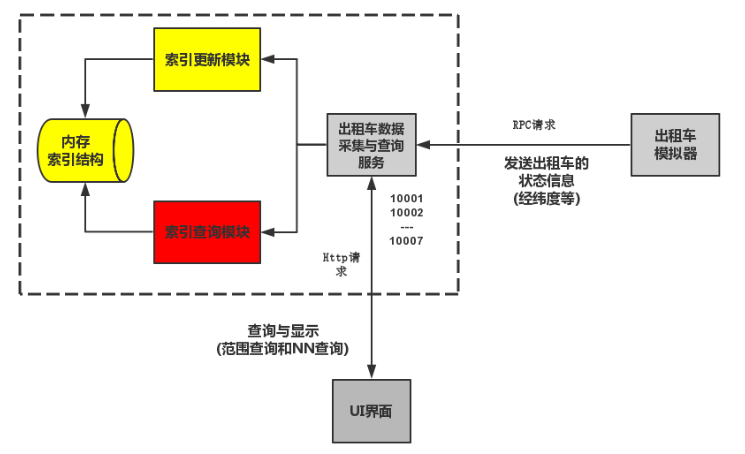 索引更新模块
内存
索引结构
出租车数据
采集与查询
服务
RPC请求
出租车
模拟器
发送出租车的
状态信息
(经纬度等)
10001
10002
---
10007
索引查询模块
Http请
求
查询与显示
(范围查询和NN查询)
UI界面